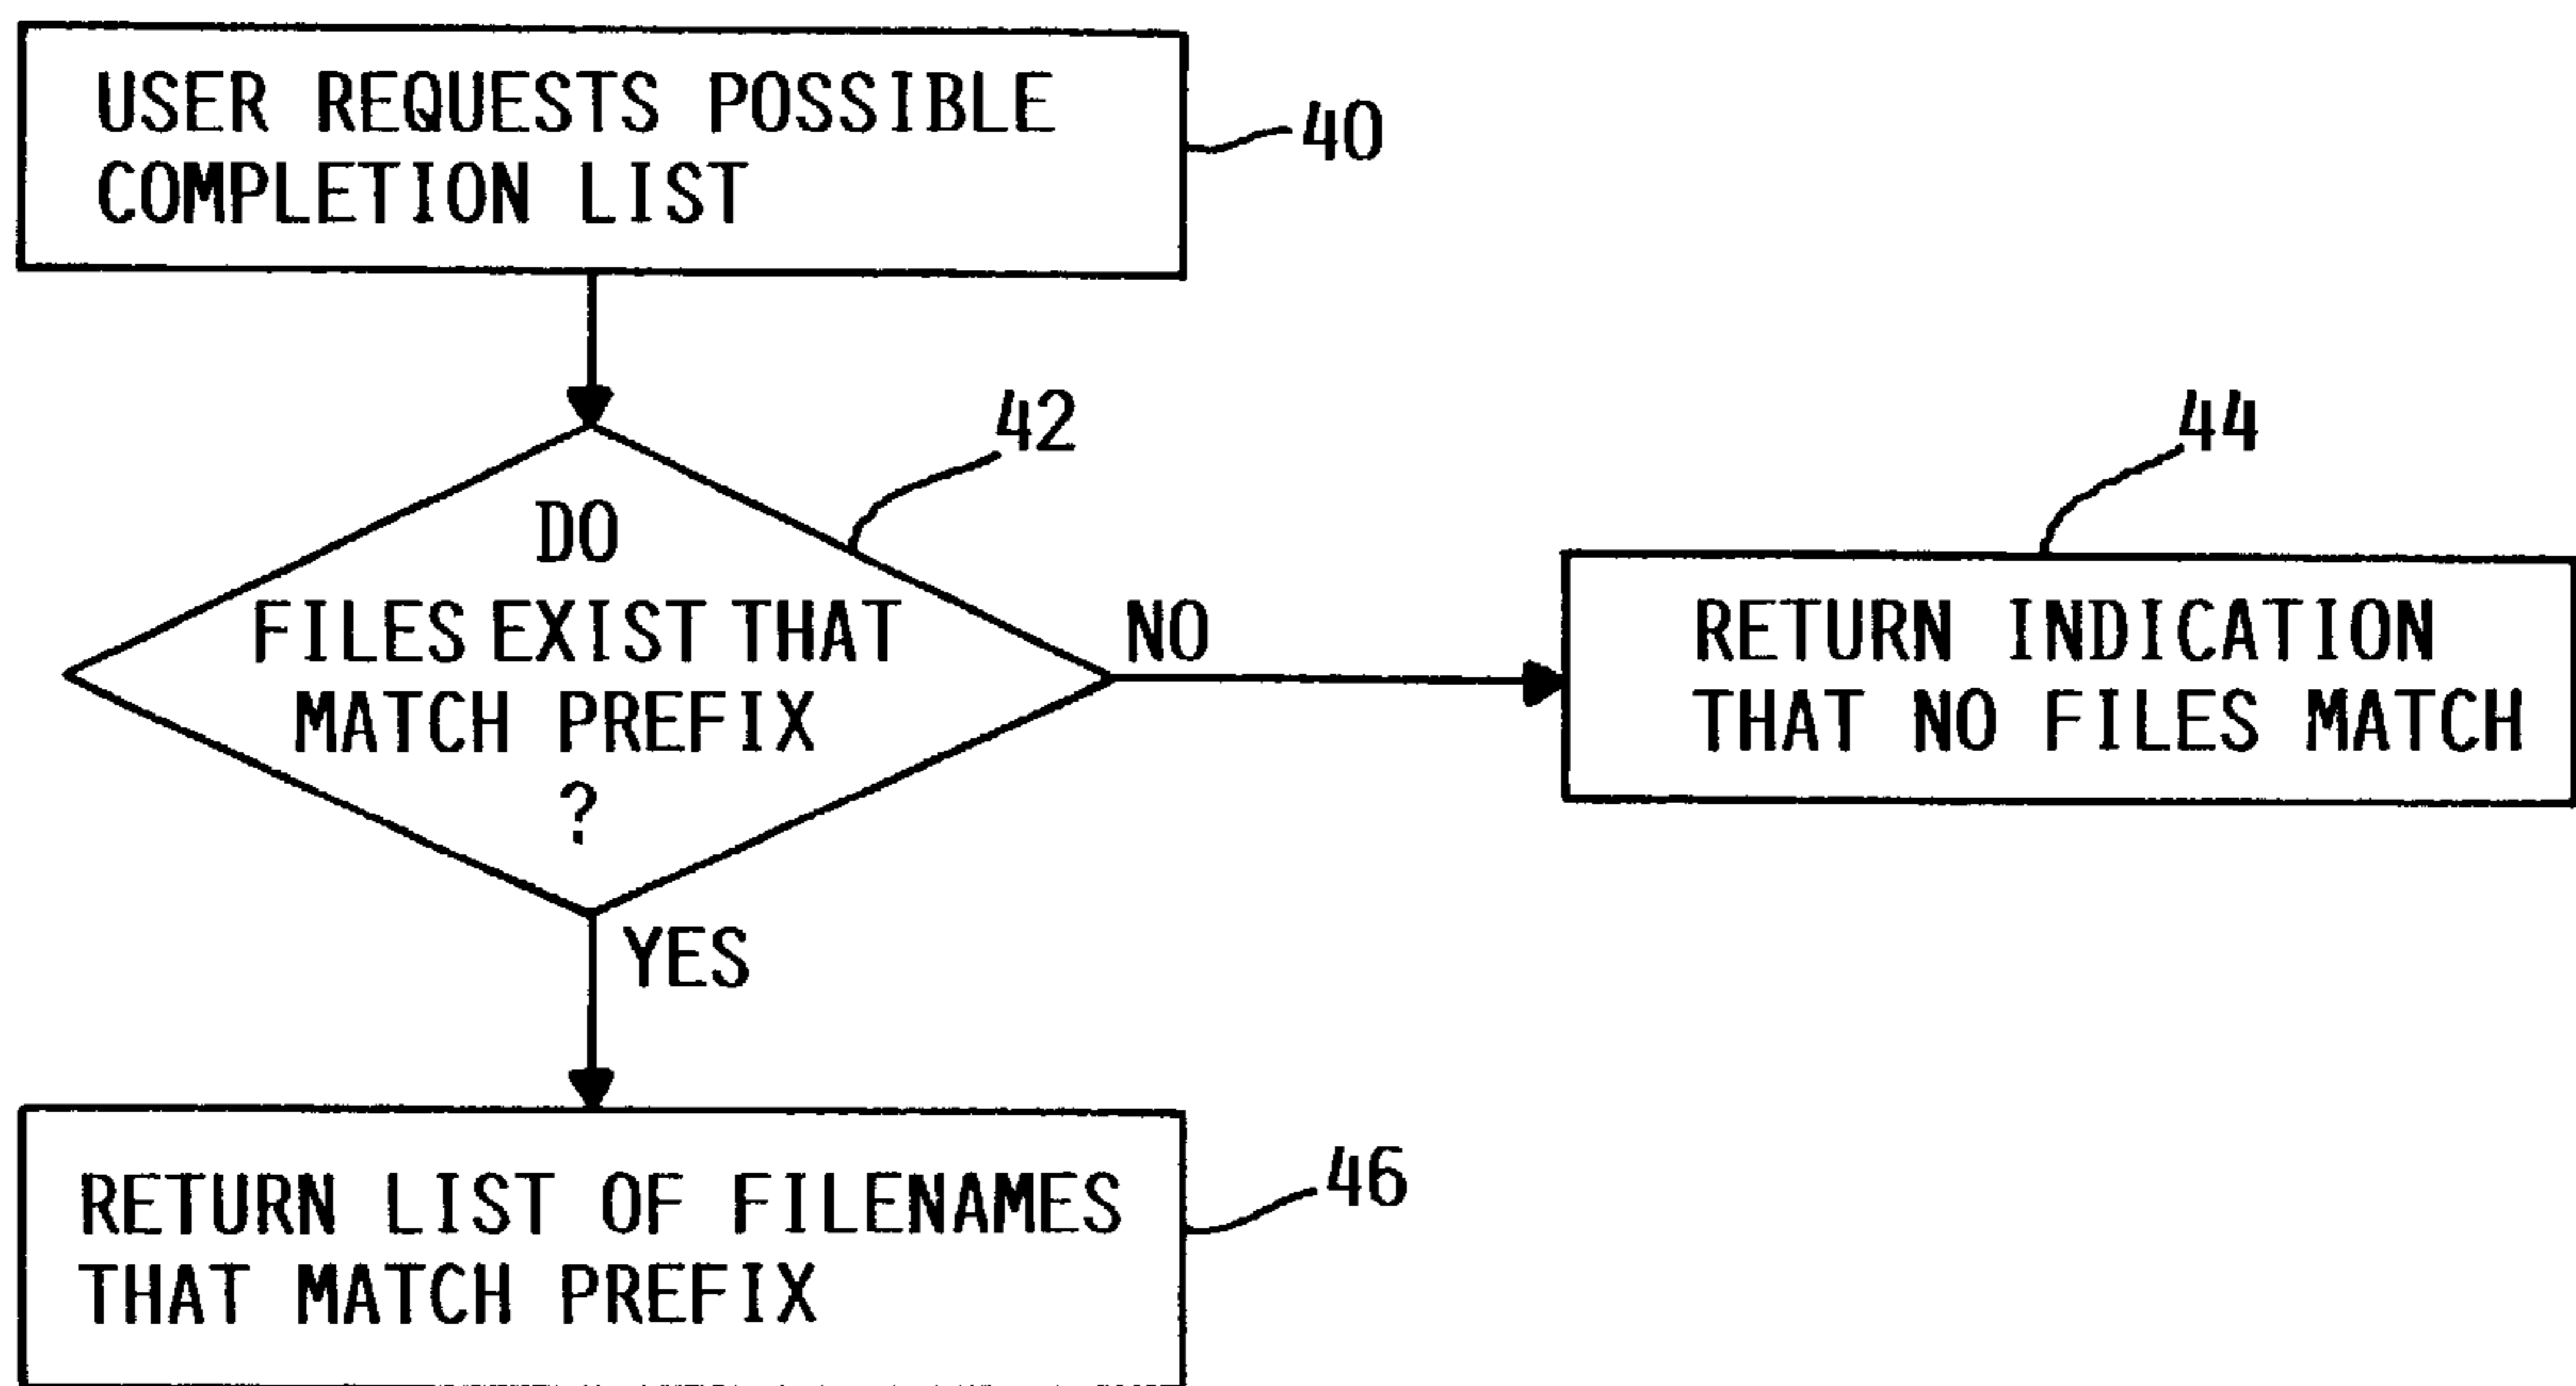 USER REQUESTS POSSIBLE
COMPLETION LIST
40
42
DO
FILES EXIST THAT
MATCH PREFIX
?
NO
44
RETURN INDICATION
THAT NO FILES MATCH
YES
RETURN LIST OF FILENAMES
THAT MATCH PREFIX
46